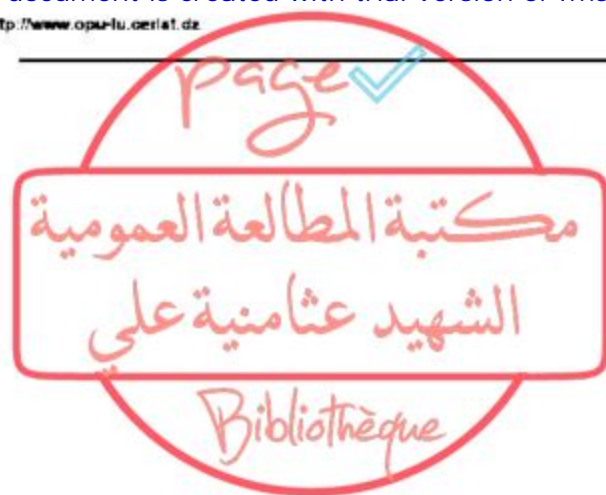 document is created with trial version of
tp://www.opu-lu.cerist.dz
page
مكتبة المطالعة العمومية
الشهيد عثامنية علي
Bibliothèque